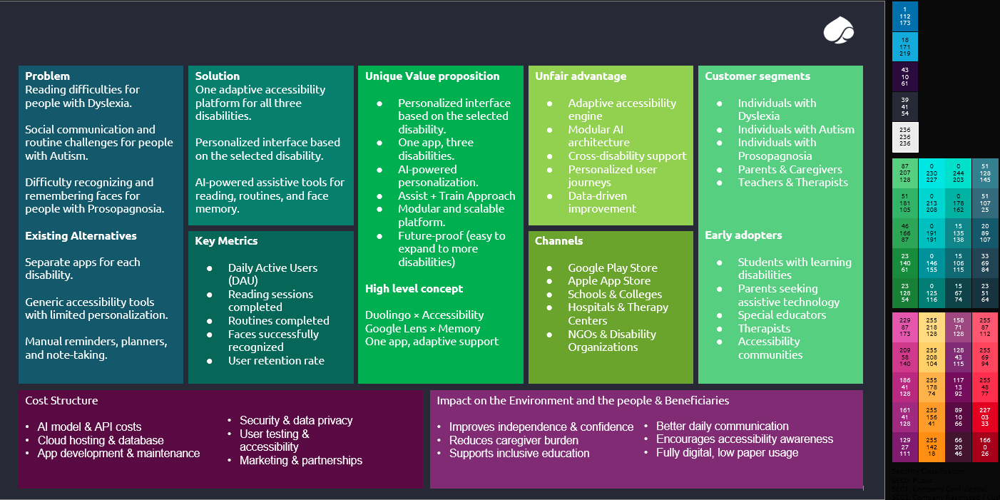 Problem
Reading difficulties for
people with Dyslexia.
Social communication and
routine challenges for people
with Autism.
Difficulty recognizing and
remembering faces for
people with Prosopagnosia.
Existing Alternatives
Separate apps for each
disability.
Generic accessibility tools
with limited personalization.
Manual reminders, planners,
and note-taking.
Solution
One adaptive accessibility
platform for all three
disabilities.
Personalized interface based
on the selected disability.
AI-powered assistive tools for
reading, routines, and face
memory.
Key Metrics
● Daily Active Users
(DAU)
● Reading sessions
completed
● Routines completed
● Faces successfully
recognized
● User retention rate
Unique Value proposition
● Personalized interface
based on the selected
disability.
● One app, three
disabilities.
● AI-powered
personalization.
● Assist + Train Approach
● Modular and scalable
platform.
● Future-proof (easy to
expand to more
disabilities)
High level concept
Duolingo × Accessibility
Google Lens × Memory
One app, adaptive support
Unfair advantage
● Adaptive accessibility
engine
● Modular AI
architecture
● Cross-disability support
● Personalized user
journeys
● Data-driven
improvement
Channels
● Google Play Store
● Apple App Store
● Schools & Colleges
● Hospitals & Therapy
Centers
● NGOs & Disability
Organizations
Customer segments
● Individuals with
Dyslexia
● Individuals with Autism
● Individuals with
Prosopagnosia
● Parents & Caregivers
● Teachers & Therapists
Early adopters
● Students with learning
disabilities
● Parents seeking
assistive technology
● Special educators
● Therapists
● Accessibility
communities
Cost Structure
• AI model & API costs
• Cloud hosting & database
• App development & maintenance
• Security & data privacy
• User testing &
accessibility
• Marketing & partnerships
Impact on the Environment and the people & Beneficiaries
• Improves independence & confidence
• Reduces caregiver burden
• Supports inclusive education
• Better daily communication
• Encourages accessibility awareness
• Fully digital, low paper usage
1
112
173
18
171
219
43
10
61
39
41
54
236
236
236
87 0 0 51
207 230 244 128
128 227 203 145
51 0 0 51
181 213 178 107
105 208 162 25
46 0 15 20
166 191 135 89
87 191 138 107
23 0 15 33
140 146 106 69
61 155 115 84
23 0 15 23
128 125 67 51
54 116 74 64
229 255 158 255
87 218 71 87
173 128 128 112
209 255 128 255
58 208 43 69
140 104 115 94
186 255 117 255
41 178 13 48
128 74 92 77
161 255 89 227
41 156 10 03
128 41 66 33
129 255 66 166
27 142 20 0
111 18 46 26
Security Classification
SEC0: Public
SEC1: Company Confidential